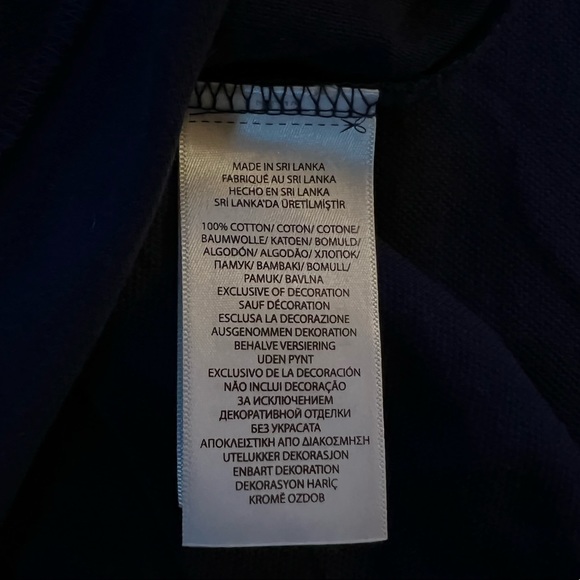 MADE IN SRI LANKA
FABRIQUÉ AU SRI LANKA
HECHO EN SRI LANKA
SRİ LANKA'DA ÜRETİLMİŞTİR
100% COTTON/ COTON/ COTONE/
BAUMWOLLE/ KATOEN/ BOMULD/
ALGODÓN/ ALGODÃO/ ХЛОПОК/
ПАМУК/ ΒΑΜΒΑΚΙ/ BOMULL/
PAMUK/ BAVLNA
EXCLUSIVE OF DECORATION
SAUF DÉCORATION
ESCLUSA LA DECORAZIONE
AUSGENOMMEN DEKORATION
BEHALVE VERSIERING
UDEN PYNT
EXCLUSIVO DE LA DECORACIÓN
NÃO INCLUI DECORAÇÃO
ЗА ИСКЛЮЧЕНИЕМ
ДЕКОРАТИВНОЙ ОТДЕЛКИ
БЕЗ УКРАСАТА
ΑΠΟΚΛΕΙΣΤΙΚΗ ΑΠΟ ΔΙΑΚΟΣΜΗΣΗ
UTELUKKER DEKORASJON
ENBART DEKORATION
DEKORASYON HARİÇ
KROMĚ OZDOB